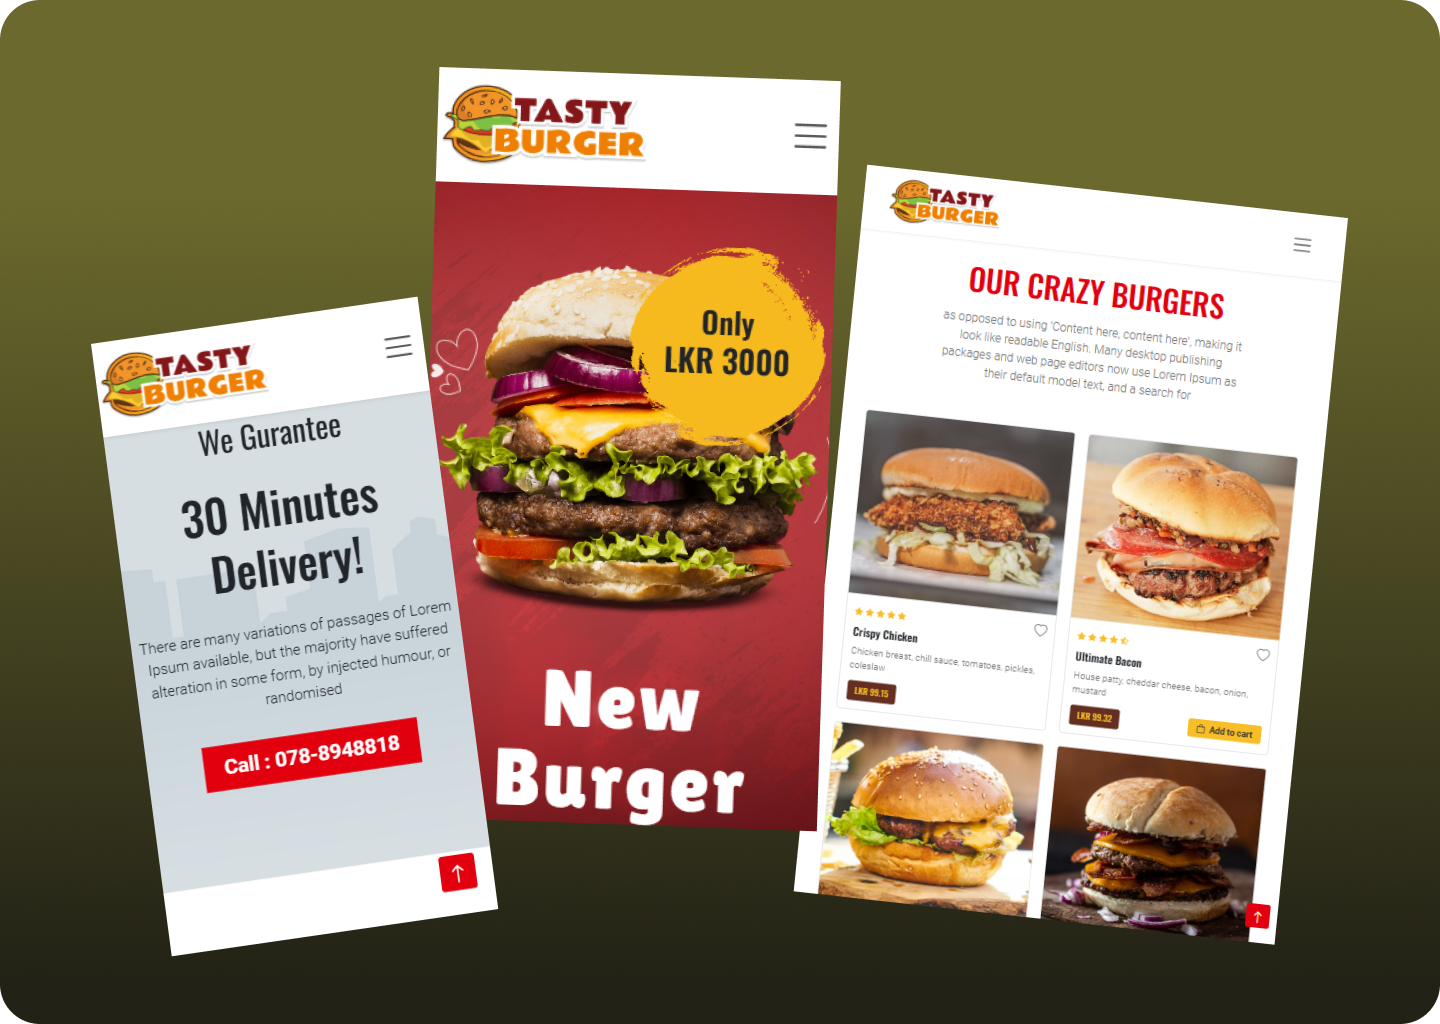 TASTY
BURGER
We Gurantee
30 Minutes
Delivery!
There are many variations of passages of Lorem
Ipsum available, but the majority have suffered
alteration in some form, by injected humour, or
randomised
Call : 078-8948818
TASTY
BURGER
Only
LKR 3000
New
Burger
TASTY
BURGER
OUR CRAZY BURGERS
as opposed to using 'Content here, content here', making it
look like readable English. Many desktop publishing
packages and web page editors now use Lorem Ipsum as
their default model text, and a search for
Crispy Chicken
Chicken breast, chill sauce, tomatoes, pickles,
coleslaw
LKR 99.15
Ultimate Bacon
House patty, cheddar cheese, bacon, onion,
mustard
LKR 99.32
Add to cart